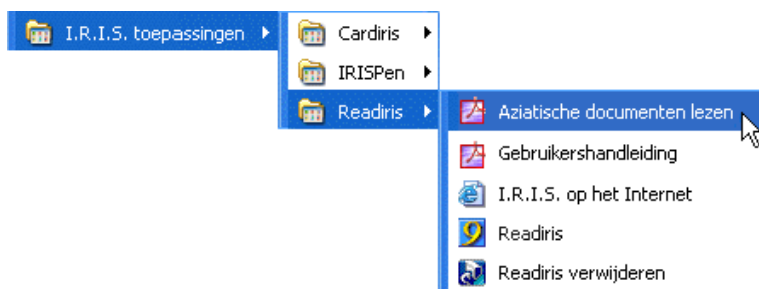 I.R.I.S. toepassingen
Cardiris
IRISPen
Readiris
Aziatische documenten lezen
Gebruikershandleiding
I.R.I.S. op het Internet
Readiris
Readiris verwijderen